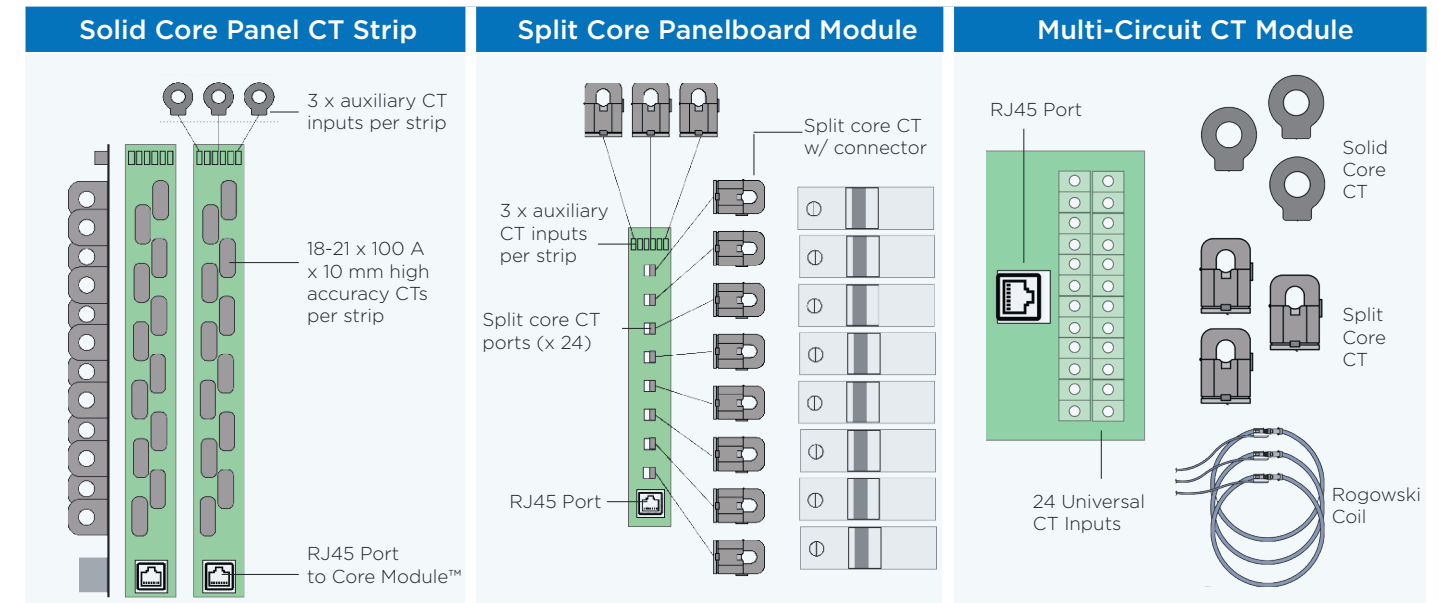 Solid Core Panel CT Strip
3 x auxiliary CT
inputs per strip
18-21 x 100 A
x 10 mm high
accuracy CTs
per strip
RJ45 Port
to Core Module™
Split Core Panelboard Module
Split core CT
w/ connector
3 x auxiliary
CT inputs
per strip
Split core CT
ports (x 24)
RJ45 Port
Multi-Circuit CT Module
RJ45 Port
Solid
Core
CT
Split
Core
CT
24 Universal
CT Inputs
Rogowski
Coil